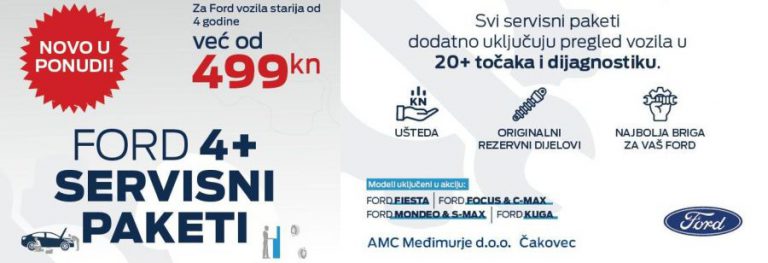 NOVO U
PONUDI!
Za Ford vozila starija od
4 godine
već od
499kn
FORD 4+
SERVISNI
PAKETI
Svi servisni paketi
dodatno uključuju pregled vozila u
20+ točaka i dijagnostiku.
KN
UŠTEDA
ORIGINALNI
REZERVNI DIJELOVI
NAJBOLJA BRIGA
ZA VAŠ FORD
Modeli uključeni u akciju:
FORD FIESTA | FORD FOCUS & C-MAX
FORD MONDEO & S-MAX | FORD KUGA
AMC Međimurje d.o.o. Čakovec
Ford